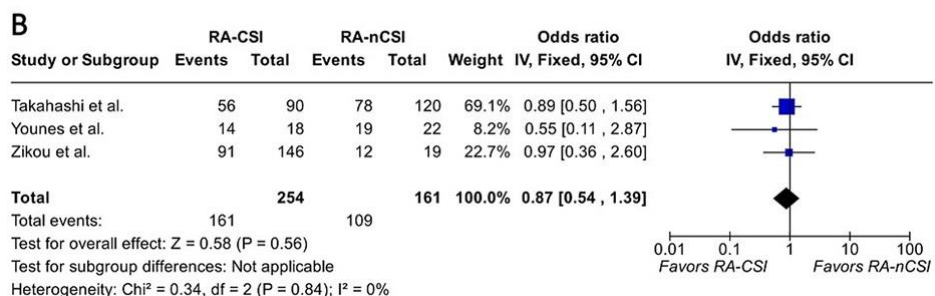 B
RA-CSI RA-nCSI Odds ratio Odds ratio
Study or Subgroup Events Total Events Total Weight IV, Fixed, 95% CI IV, Fixed, 95% CI
Takahashi et al. 56 90 78 120 69.1% 0.89 [0.50 , 1.56]
Younes et al. 14 18 19 22 8.2% 0.55 [0.11 , 2.87]
Zikou et al. 91 146 12 19 22.7% 0.97 [0.36 , 2.60]
Total 254 161 100.0% 0.87 [0.54 , 1.39]
Total events: 161 109
Test for overall effect: Z = 0.58 (P = 0.56)
Test for subgroup differences: Not applicable
Heterogeneity: Chi² = 0.34, df = 2 (P = 0.84); I² = 0%
0.01 0.1 1 10 100
Favors RA-CSI Favors RA-nCSI